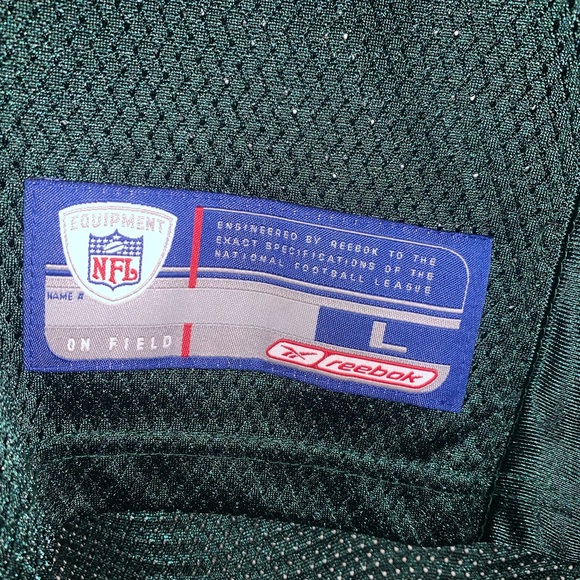 EQUIPMENT
NFL
ENGINEERED BY REEBOK TO THE
EXACT SPECIFICATIONS OF THE
NATIONAL FOOTBALL LEAGUE
NAME #
L
ON FIELD
reebok